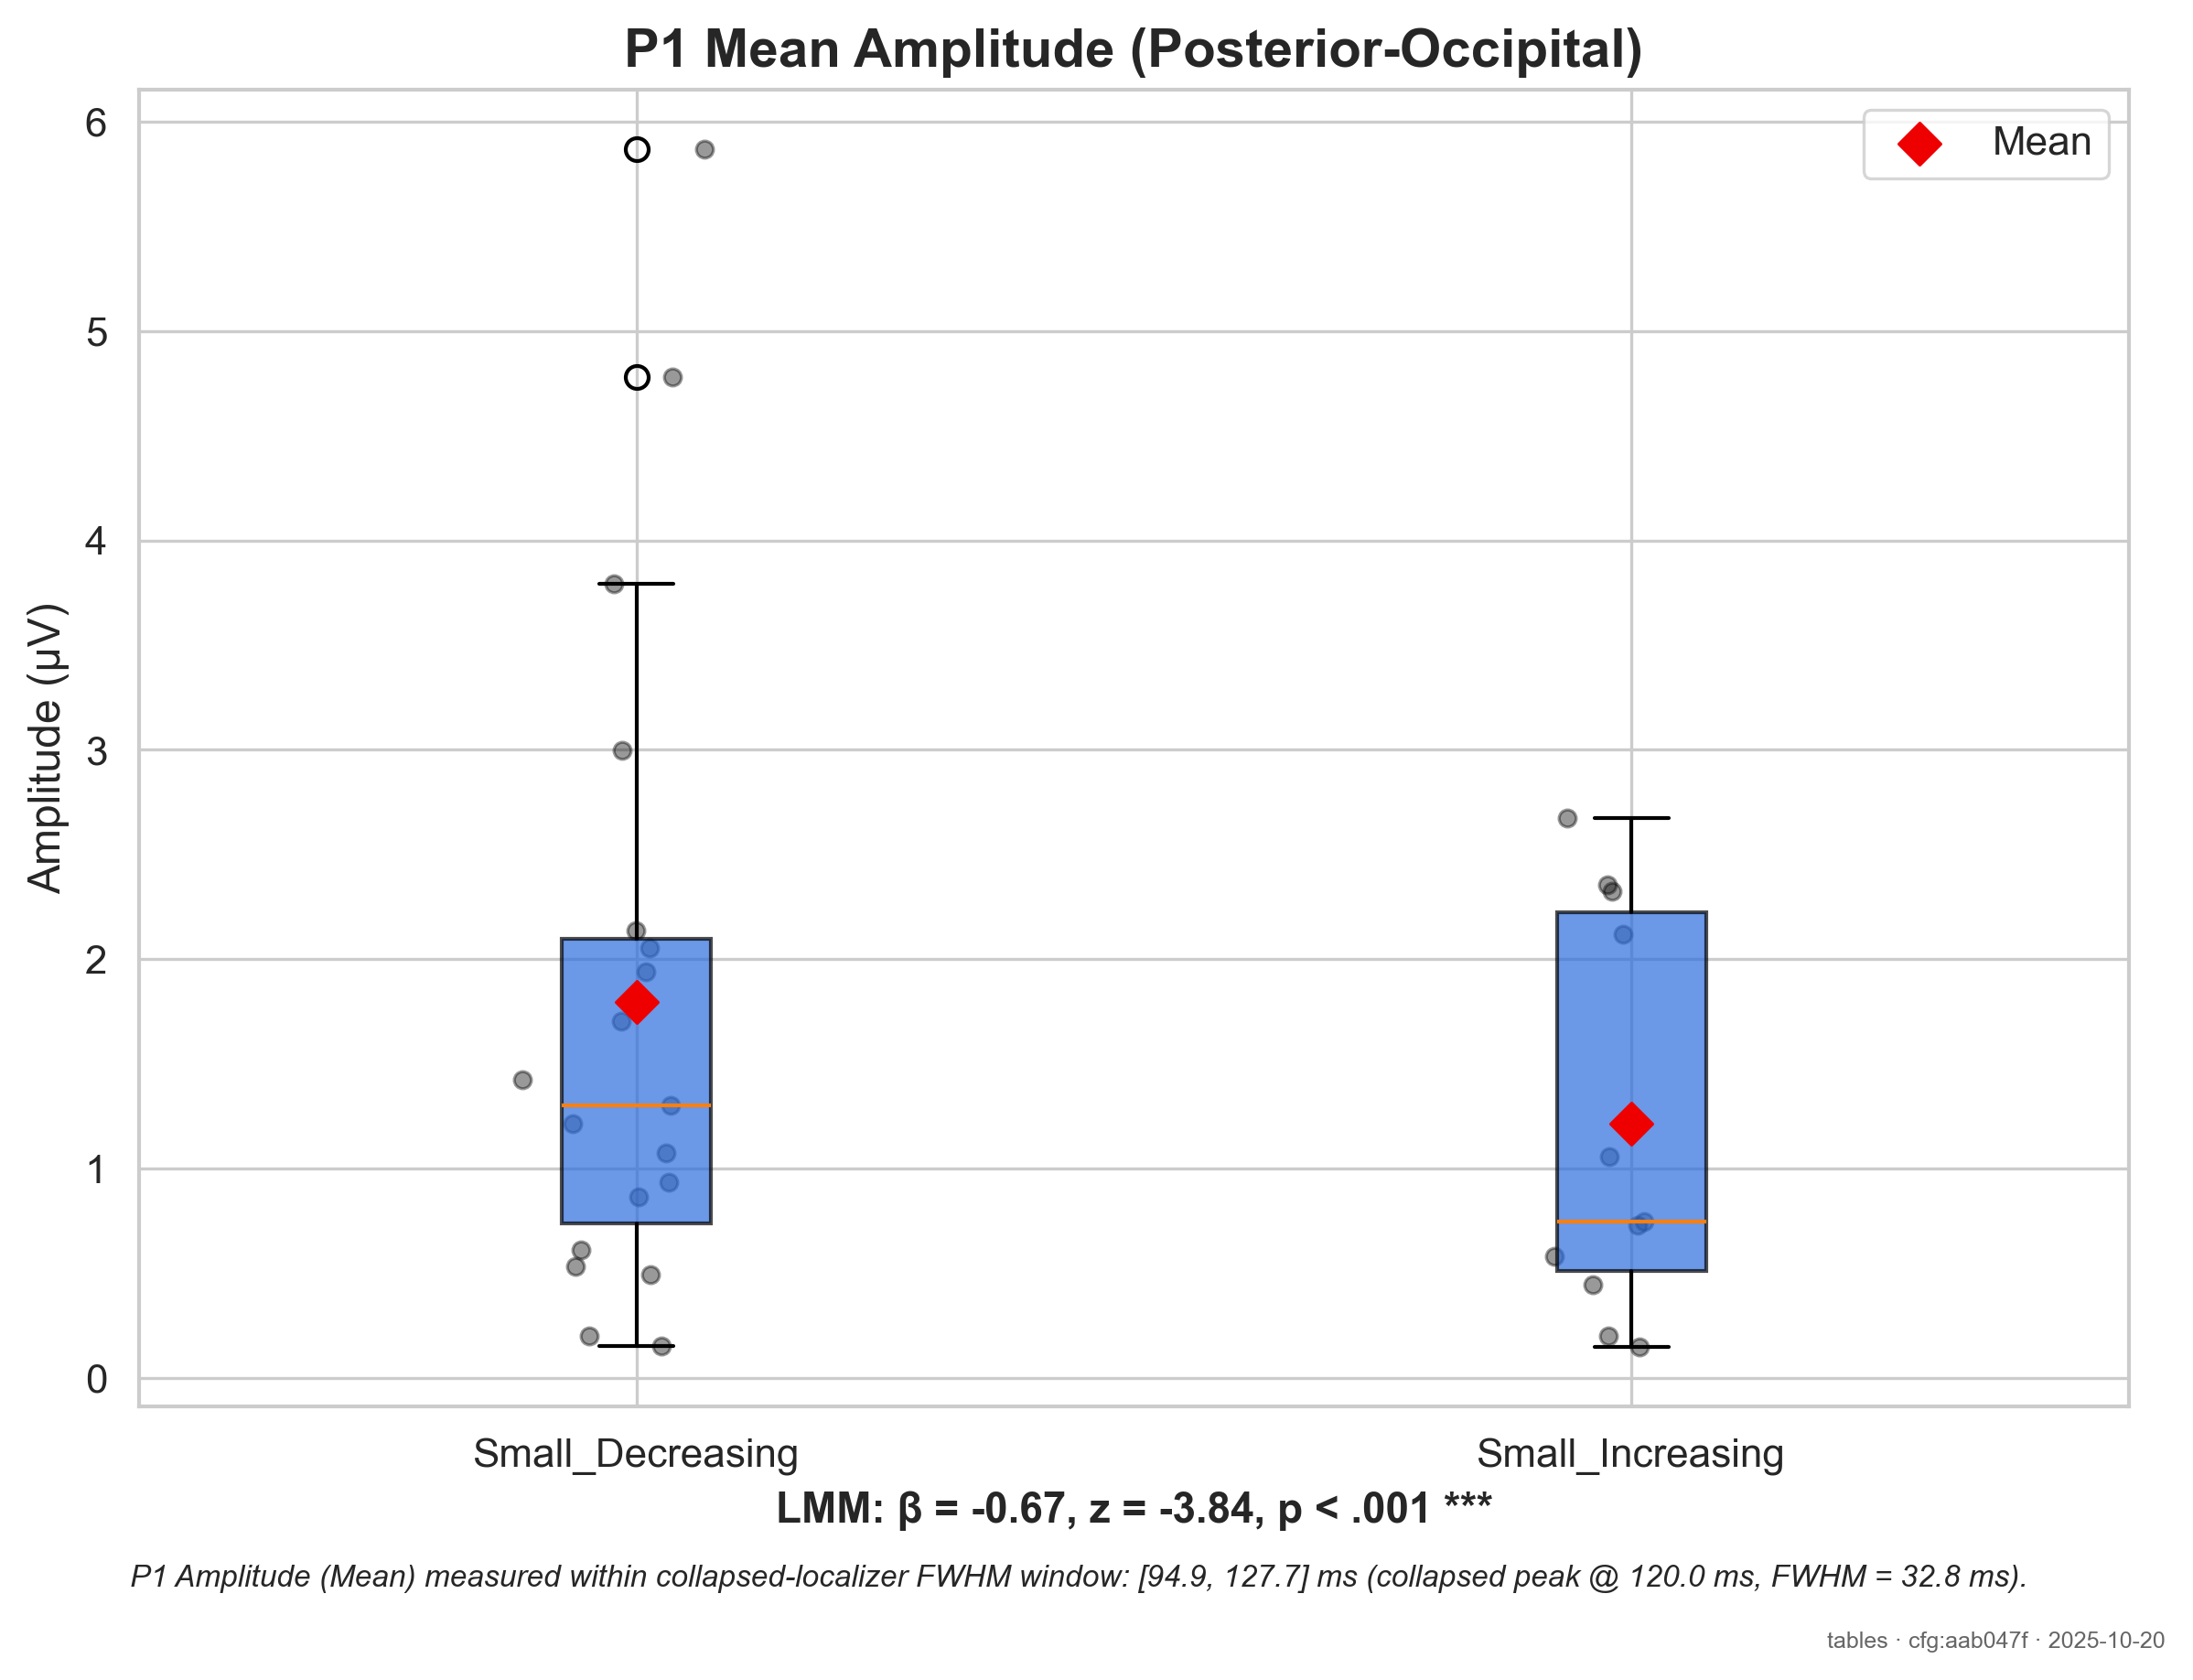 P1 Mean Amplitude (Posterior-Occipital)
Mean
Amplitude (µV)
6
5
4
3
2
1
0
Small_Decreasing
Small_Increasing
LMM: β = -0.67, z = -3.84, p < .001 ***
P1 Amplitude (Mean) measured within collapsed-localizer FWHM window: [94.9, 127.7] ms (collapsed peak @ 120.0 ms, FWHM = 32.8 ms).
tables · cfg:aab047f · 2025-10-20